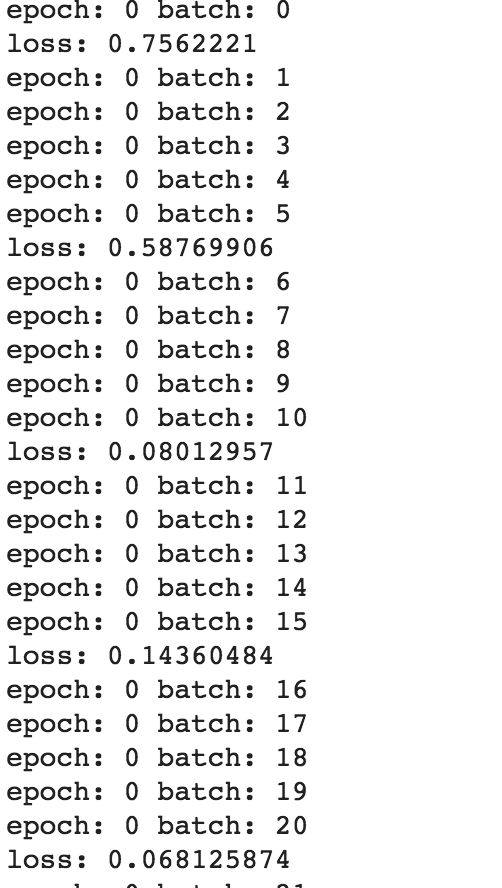 epoch: 0 batch: 0
loss: 0.7562221
epoch: 0 batch: 1
epoch: 0 batch: 2
epoch: 0 batch: 3
epoch: 0 batch: 4
epoch: 0 batch: 5
loss: 0.58769906
epoch: 0 batch: 6
epoch: 0 batch: 7
epoch: 0 batch: 8
epoch: 0 batch: 9
epoch: 0 batch: 10
loss: 0.08012957
epoch: 0 batch: 11
epoch: 0 batch: 12
epoch: 0 batch: 13
epoch: 0 batch: 14
epoch: 0 batch: 15
loss: 0.14360484
epoch: 0 batch: 16
epoch: 0 batch: 17
epoch: 0 batch: 18
epoch: 0 batch: 19
epoch: 0 batch: 20
loss: 0.068125874